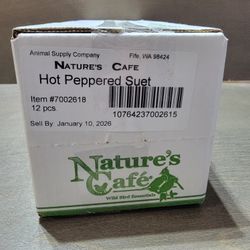 Animal Supply Company Fife, WA 98424
NATURE'S CAFE
Hot Peppered Suet
Item #7002618
12 pcs
10764237002615
Sell By: January 10, 2026
Nature's
Café
Wild Bird Essentials